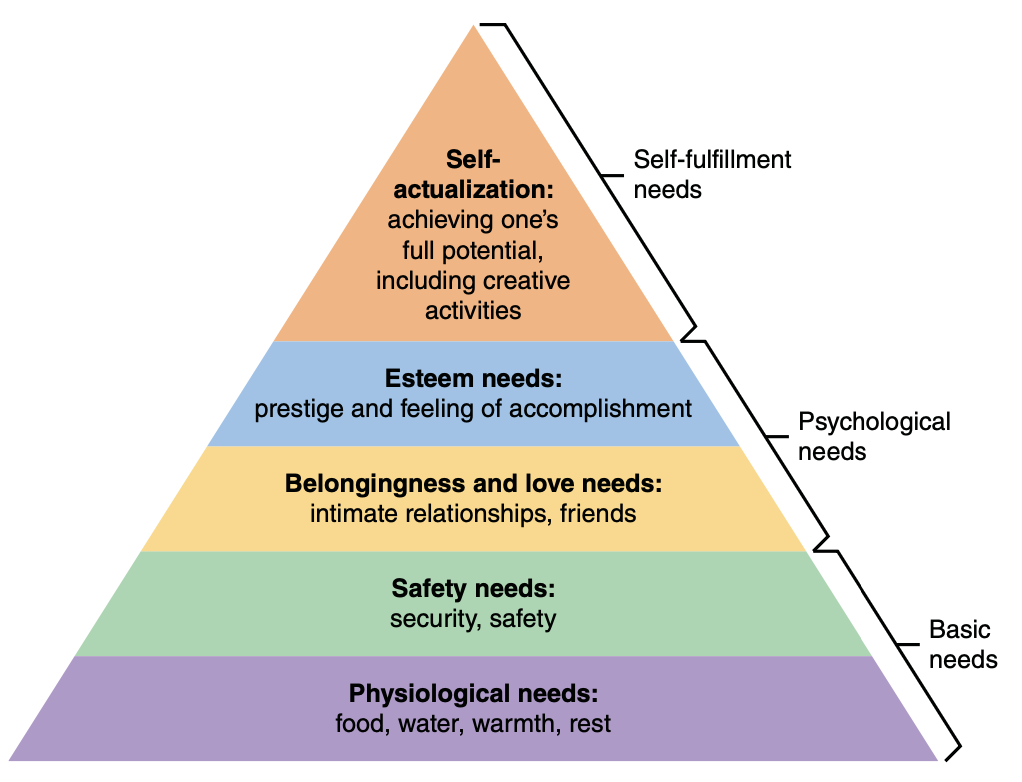 Self-
actualization:
achieving one’s
full potential,
including creative
activities
Self-fulfillment
needs
Esteem needs:
prestige and feeling of accomplishment
Psychological
needs
Belongingness and love needs:
intimate relationships, friends
Safety needs:
security, safety
Basic
needs
Physiological needs:
food, water, warmth, rest